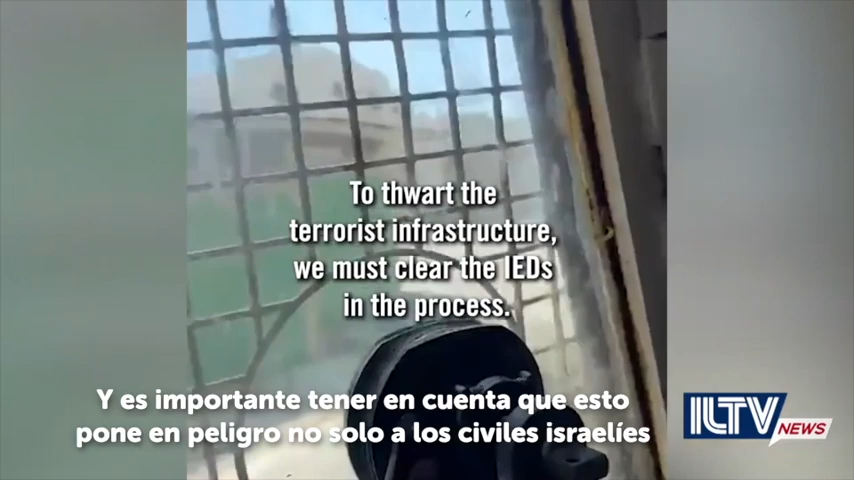 To thwart the
terrorist infrastructure,
we must clear the IEDs
in the process.
Y es importante tener en cuenta que esto
pone en peligro no solo a los civiles israelíes
ILTV
NEWS